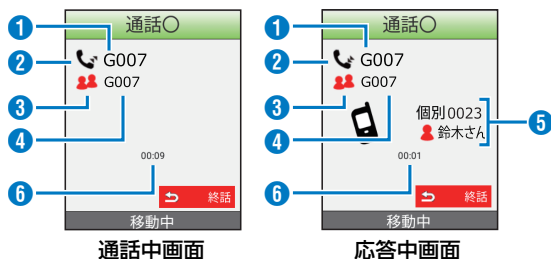 通話〇
1
2
G007
3
G007
4
00:09
6
終話
移動中
通話中画面
通話〇
1
2
G007
3
G007
4
個別0023
5
鈴木さん
00:01
6
終話
移動中
応答中画面